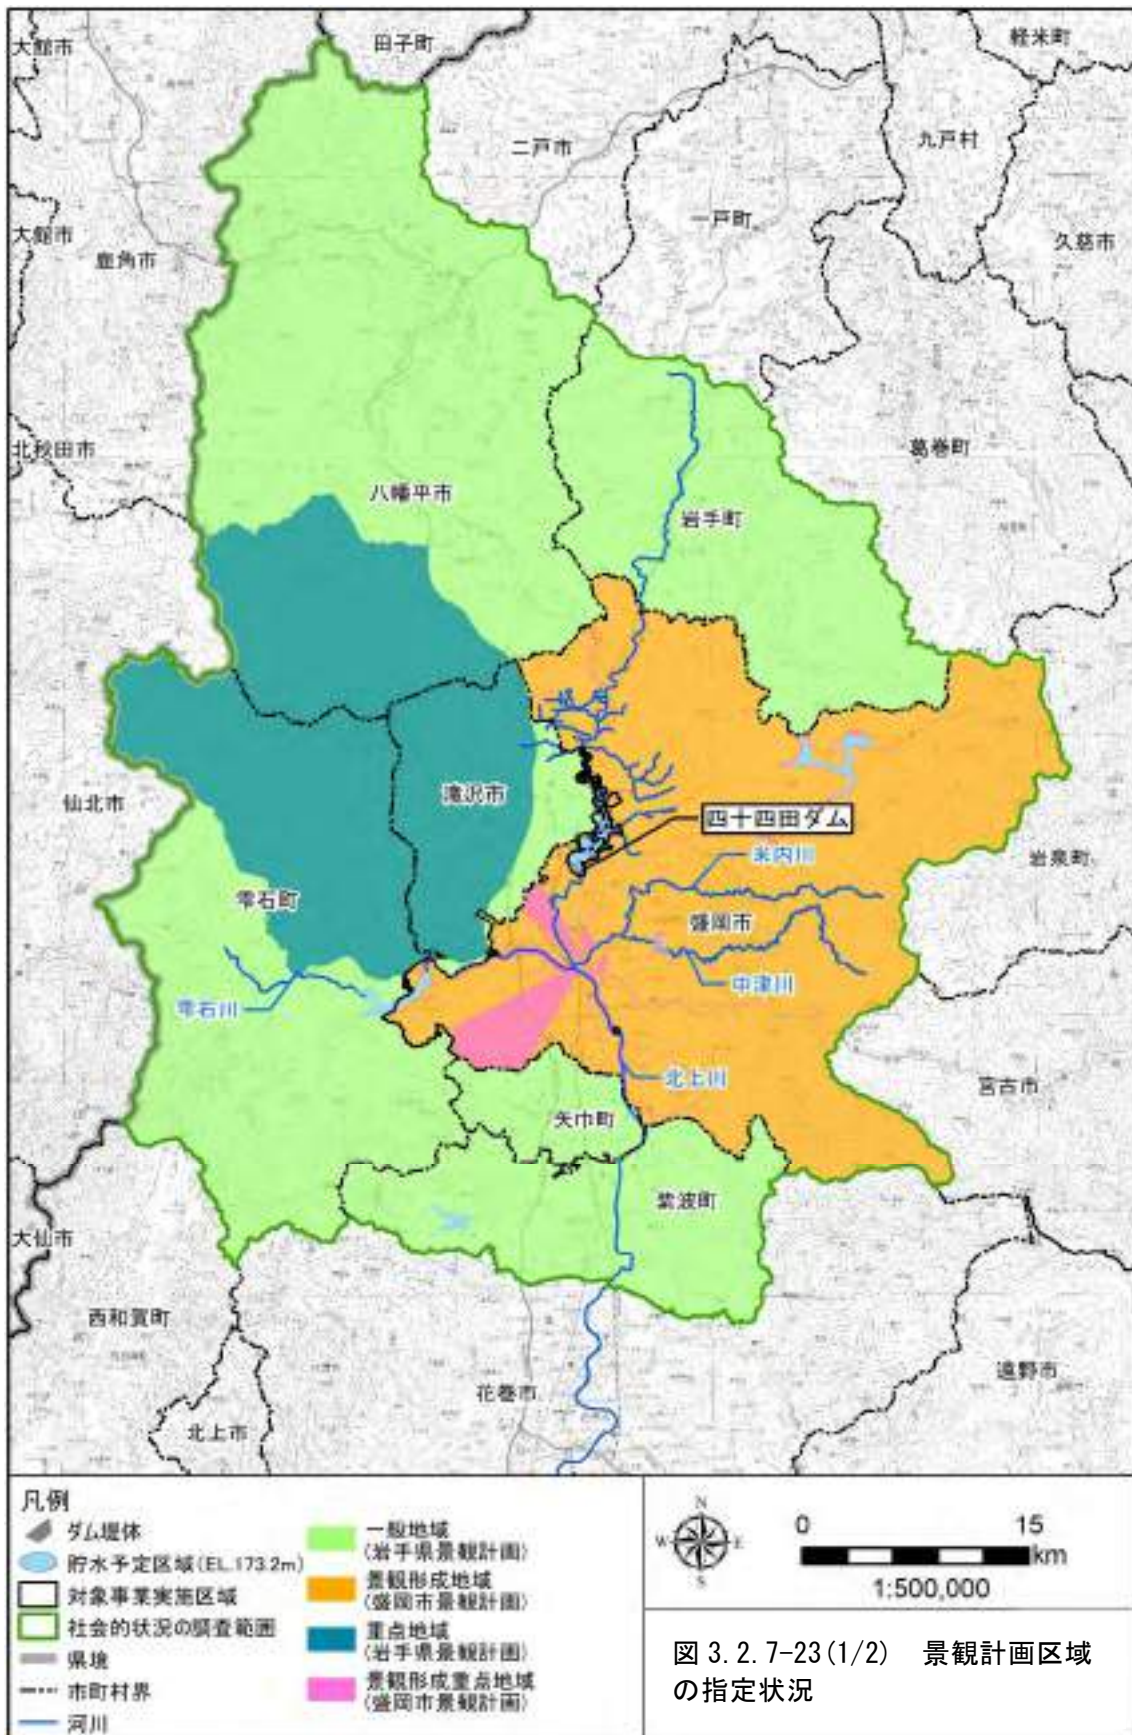 大館市
田子町
軽米町
二戸市
九戸村
一戸町
大館市
鹿角市
久慈市
北秋田市
葛巻町
八幡平市
岩手町
仙北市
滝沢市
四十四田ダム
米内川
岩泉町
雫石町
盛岡市
中津川
雫石川
北上川
宮古市
矢巾町
紫波町
大仙市
西和賀町
花巻市
遠野市
北上市
凡例
ダム堤体
貯水予定区域(EL.173.2m)
対象事業実施区域
社会的状況の調査範囲
県境
市町村界
河川
一般地域
(岩手県景観計画)
景観形成地域
(盛岡市景観計画)
重点地域
(岩手県景観計画)
景観形成重点地域
(盛岡市景観計画)
N
W
E
S
0 15
km
1:500,000
図 3.2.7-23(1/2) 景観計画区域
の指定状況